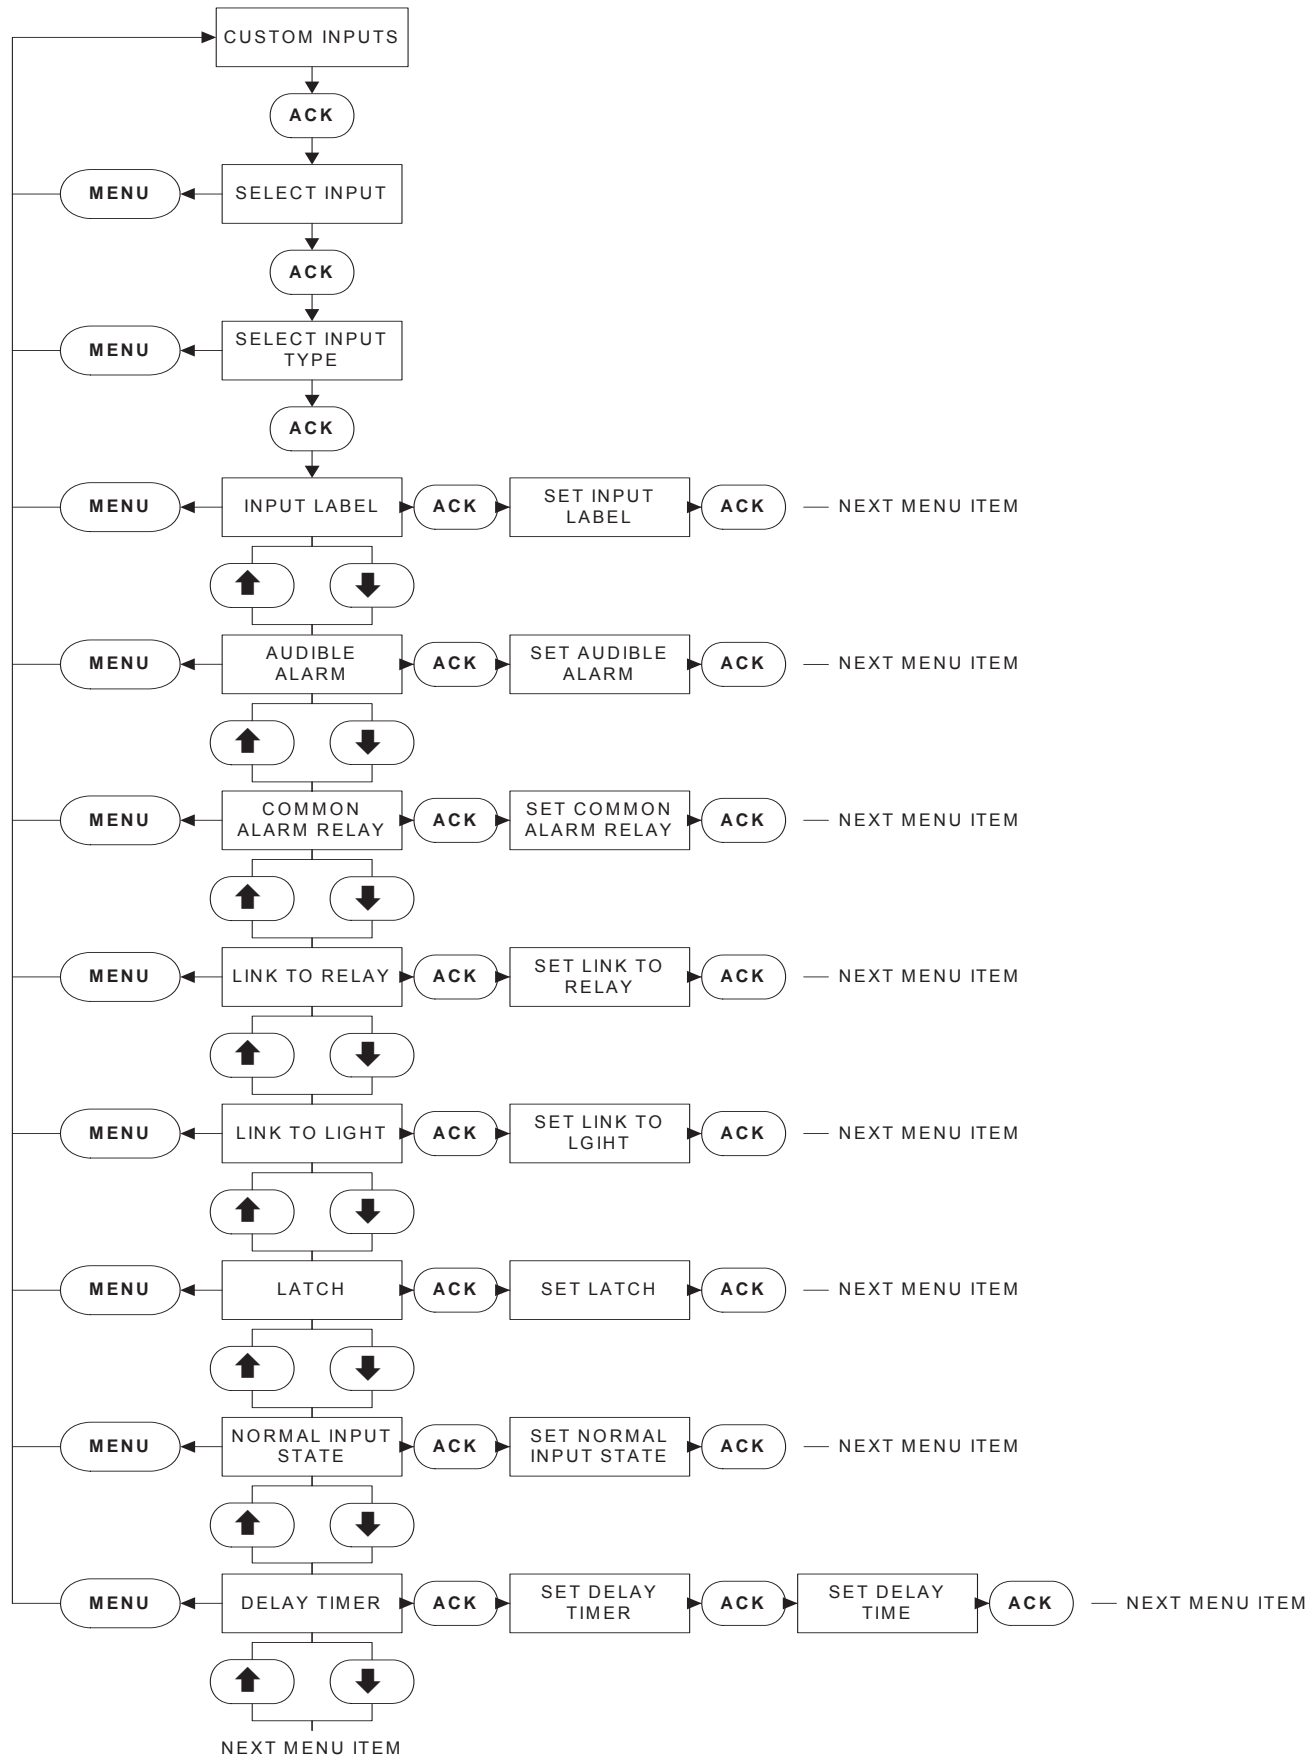 CUSTOM INPUTS
ACK
MENU
SELECT INPUT
ACK
MENU
SELECT INPUT
TYPE
ACK
MENU
INPUT LABEL
ACK
SET INPUT
LABEL
ACK
NEXT MENU ITEM
MENU
AUDIBLE
ALARM
ACK
SET AUDIBLE
ALARM
ACK
NEXT MENU ITEM
MENU
COMMON
ALARM RELAY
ACK
SET COMMON
ALARM RELAY
ACK
NEXT MENU ITEM
MENU
LINK TO RELAY
ACK
SET LINK TO
RELAY
ACK
NEXT MENU ITEM
MENU
LINK TO LIGHT
ACK
SET LINK TO
LGIHT
ACK
NEXT MENU ITEM
MENU
LATCH
ACK
SET LATCH
ACK
NEXT MENU ITEM
MENU
NORMAL INPUT
STATE
ACK
SET NORMAL
INPUT STATE
ACK
NEXT MENU ITEM
MENU
DELAY TIMER
ACK
SET DELAY
TIMER
ACK
SET DELAY
TIME
ACK
NEXT MENU ITEM
NEXT MENU ITEM